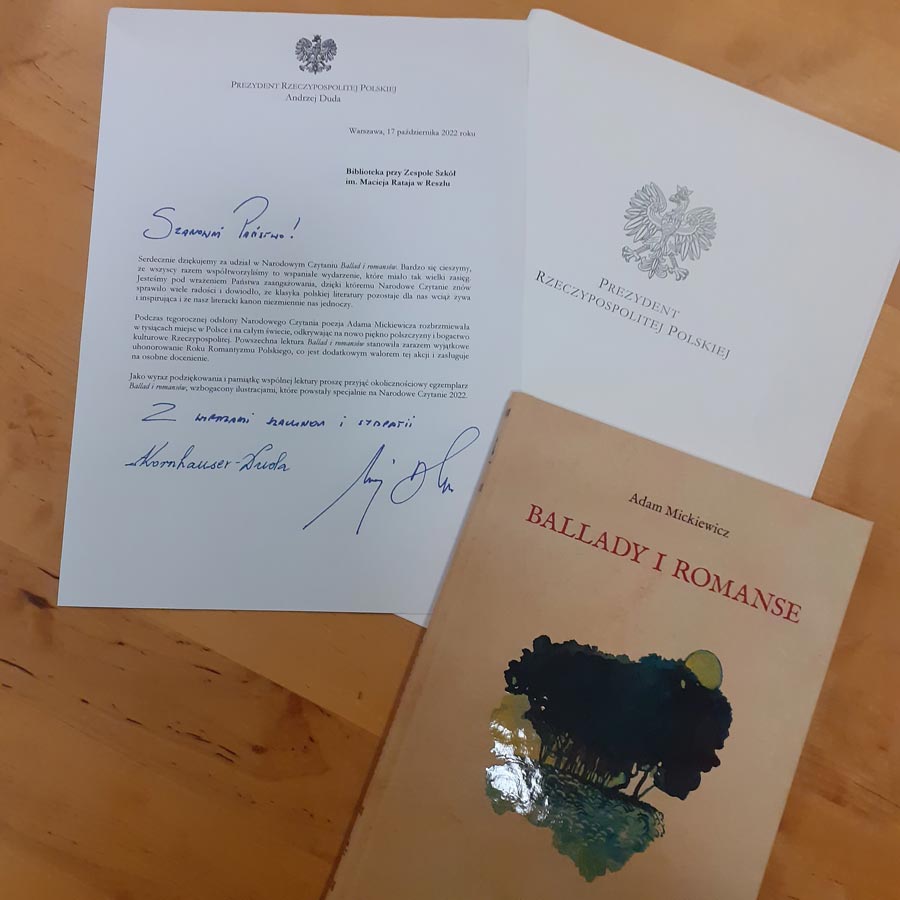 PREZYDENT RZECZYPOSPOLITEJ POLSKIEJ
Andrzej Duda
Warszawa, 17 października 2022 roku
Biblioteka przy Zespole Szkół
im. Macieja Rataja w Reszlu
Szanowni Państwo!
Serdecznie dziękujemy za udział w Narodowym Czytaniu Ballad i romansów. Bardzo się cieszymy,
że wszyscy razem współtworzyliśmy to wspaniałe wydarzenie, które miało tak wielki zasięg.
Jesteśmy pod wrażeniem Państwa zaangażowania, dzięki któremu Narodowe Czytanie znów
sprawiło wiele radości i dowiodło, że klasyka polskiej literatury pozostaje dla nas wciąż żywa
i inspirująca i że nasz literacki kanon niezmiennie nas jednoczy.
Podczas tegorocznej odsłony Narodowego Czytania poezja Adama Mickiewicza rozbrzmiewała
w tysiącach miejsc w Polsce i na całym świecie, odkrywając na nowo piękno polszczyzny i bogactwo
kulturowe Rzeczypospolitej. Powszechna lektura Ballad i romansów stanowiła zarazem wyjątkowe
uhonorowanie Roku Romantyzmu Polskiego, co jest dodatkowym walorem tej akcji i zasługuje
na osobne docenienie.
Jako wyraz podziękowania i pamiątkę wspólnej lektury proszę przyjąć okolicznościowy egzemplarz
Ballad i romansów, wzbogacony ilustracjami, które powstały specjalnie na Narodowe Czytanie 2022.
Z wyrazami szacunku i sympatii
AKornhauser-Duda
PREZYDENT
RZECZYPOSPOLITEJ POLSKIEJ
Adam Mickiewicz
BALLADY I ROMANSE